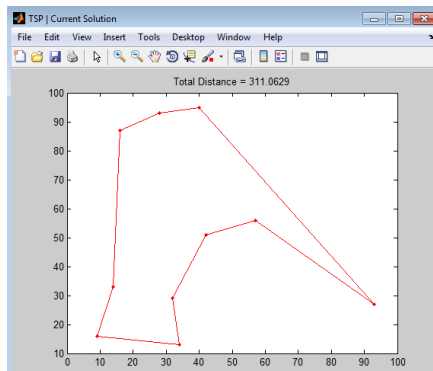 TSP | Current Solution
File Edit View Insert Tools Desktop Window Help
Total Distance = 311.0629
100
90
80
70
60
50
40
30
20
10
0 10 20 30 40 50 60 70 80 90 100